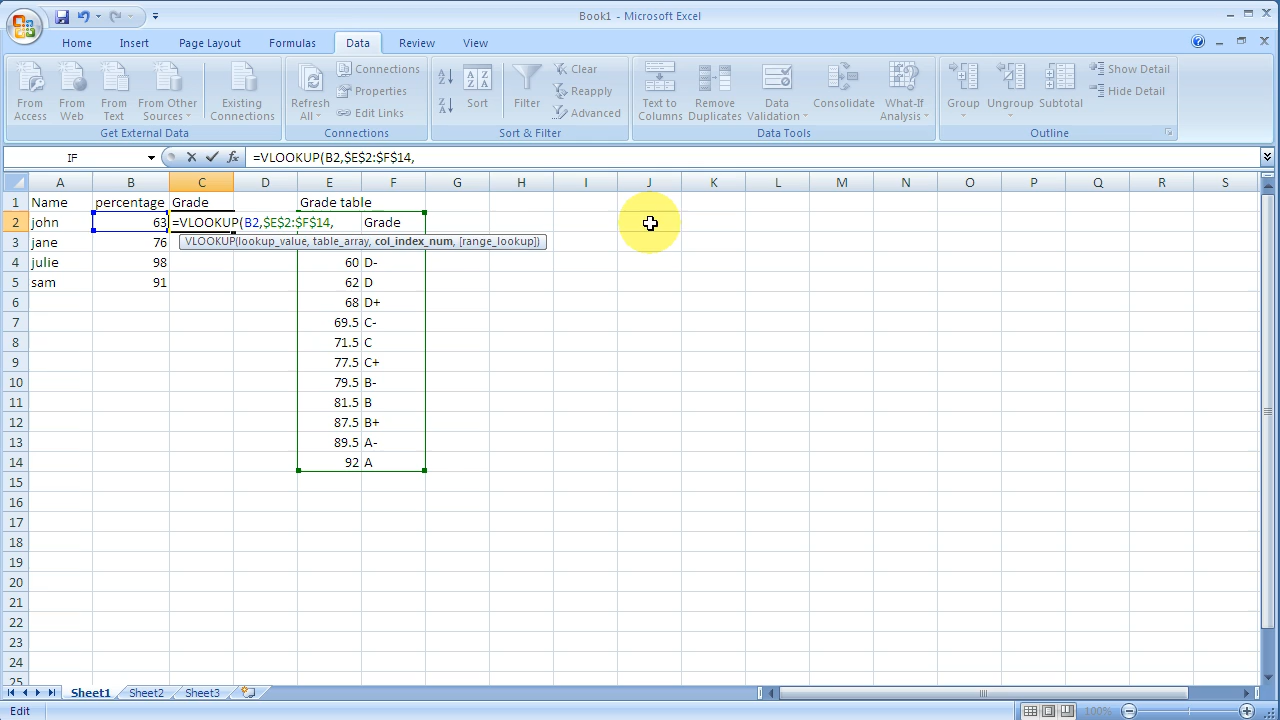 Book1 - Microsoft Excel
Home Insert Page Layout Formulas Data Review View
From Access
From Web
From Text
From Other Sources
Existing Connections
Get External Data
Refresh All
Connections
Properties
Edit Links
Connections
Sort
Filter
Clear
Reapply
Advanced
Sort & Filter
Text to Columns
Remove Duplicates
Data Validation
Consolidate
What-If Analysis
Data Tools
Group
Ungroup
Subtotal
Show Detail
Hide Detail
Outline
IF =VLOOKUP(B2,$E$2:$F$14,
A B C D E F G H I J K L M N O P Q R S
1 Name percentage Grade Grade table
2 john 63 =VLOOKUP(B2,$E$2:$F$14, Grade
VLOOKUP(lookup_value, table_array, col_index_num, [range_lookup])
3 jane 76
4 julie 98 60 D-
5 sam 91 62 D
6 68 D+
7 69.5 C-
8 71.5 C
9 77.5 C+
10 79.5 B-
11 81.5 B
12 87.5 B+
13 89.5 A-
14 92 A
15
16
17
18
19
20
21
22
23
24
25
Sheet1 Sheet2 Sheet3
Edit 100%